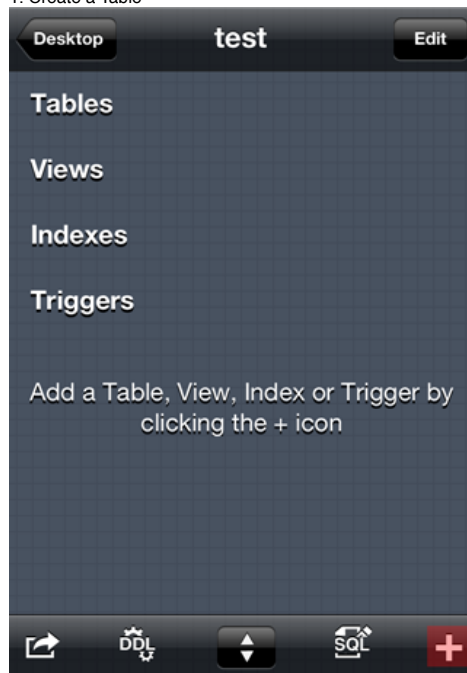 1. Create a Table
Desktop
test
Edit
Tables
Views
Indexes
Triggers
Add a Table, View, Index or Trigger by
clicking the + icon
DDL
SQL
+